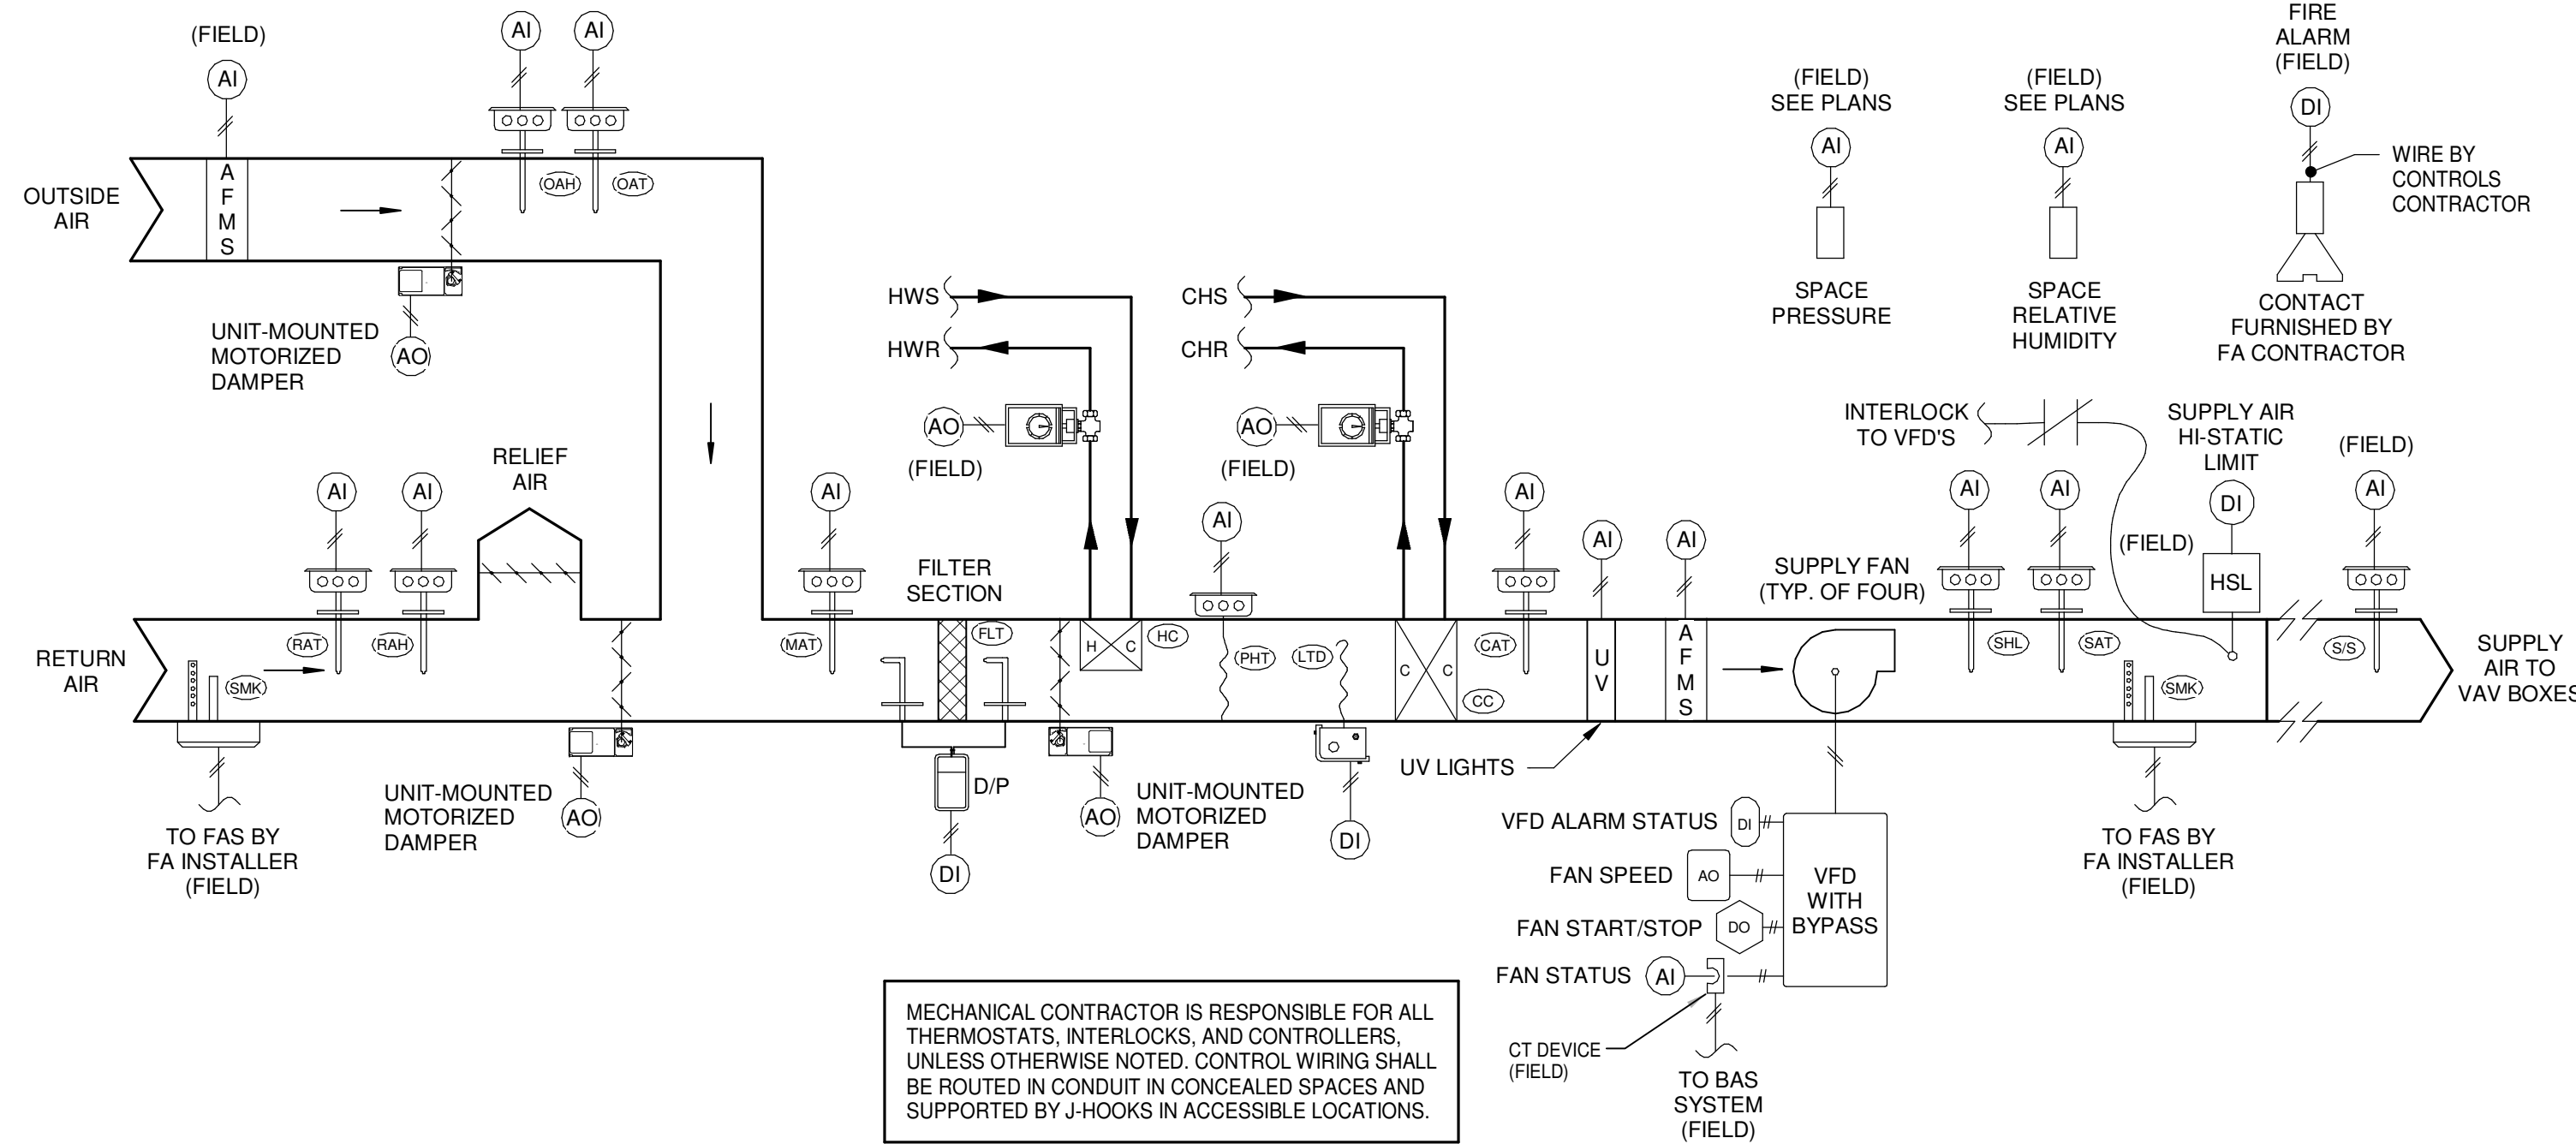 (FIELD)
AI
AI
AI
A
F
M
S
OAH
OAT
OUTSIDE
AIR
UNIT-MOUNTED
MOTORIZED
DAMPER
AO
(FIELD)
SEE PLANS
AI
SPACE
PRESSURE
(FIELD)
SEE PLANS
AI
SPACE
RELATIVE
HUMIDITY
FIRE
ALARM
(FIELD)
DI
WIRE BY
CONTROLS
CONTRACTOR
CONTACT
FURNISHED BY
FA CONTRACTOR
HWS
HWR
AO
(FIELD)
CHS
CHR
AO
(FIELD)
INTERLOCK
TO VFD'S
SUPPLY AIR
HI-STATIC
LIMIT
DI
(FIELD)
HSL
(FIELD)
AI
RELIEF
AIR
AI
AI
AI
FILTER
SECTION
AI
AI
AI
AI
SUPPLY FAN
(TYP. OF FOUR)
AI
AI
RETURN
AIR
RAT
RAH
SMK
MAT
FLT
H
C
HC
PHT
LTD
C
C
CC
CAT
U
V
A
F
M
S
SHL
SAT
SMK
S/S
SUPPLY
AIR TO
VAV BOXES
TO FAS BY
FA INSTALLER
(FIELD)
UNIT-MOUNTED
MOTORIZED
DAMPER
AO
D/P
DI
AO
UNIT-MOUNTED
MOTORIZED
DAMPER
DI
UV LIGHTS
VFD ALARM STATUS
DI
FAN SPEED
AO
FAN START/STOP
DO
FAN STATUS
AI
VFD
WITH
BYPASS
CT DEVICE
(FIELD)
TO BAS
SYSTEM
(FIELD)
TO FAS BY
FA INSTALLER
(FIELD)
MECHANICAL CONTRACTOR IS RESPONSIBLE FOR ALL
THERMOSTATS, INTERLOCKS, AND CONTROLLERS,
UNLESS OTHERWISE NOTED. CONTROL WIRING SHALL
BE ROUTED IN CONDUIT IN CONCEALED SPACES AND
SUPPORTED BY J-HOOKS IN ACCESSIBLE LOCATIONS.